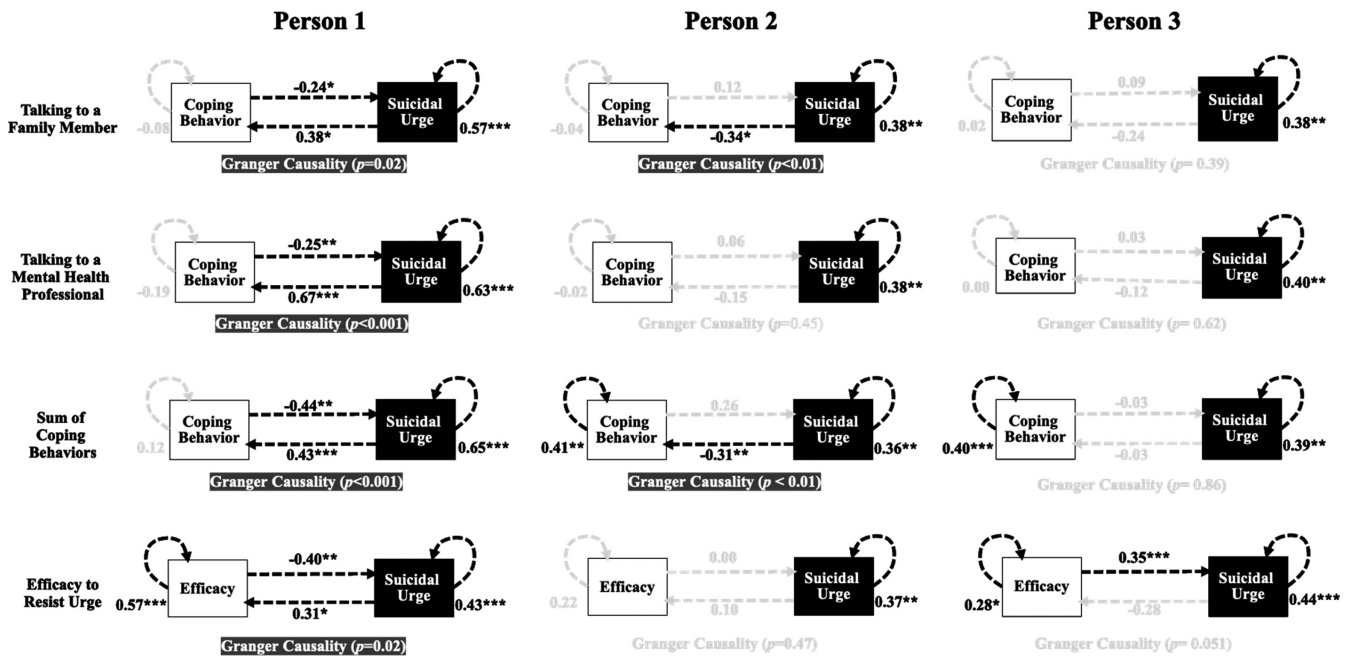 Person 1
Person 2
Person 3
Talking to a
Family Member
Coping
Behavior
-0.24*
Suicidal
Urge
-0.08
0.38*
0.57***
Granger Causality (p=0.02)
Coping
Behavior
0.12
Suicidal
Urge
-0.04
-0.34*
0.38**
Granger Causality (p<0.01)
Coping
Behavior
0.09
Suicidal
Urge
0.02
-0.24
0.38**
Granger Causality (p= 0.39)
Talking to a
Mental Health
Professional
Coping
Behavior
-0.25**
Suicidal
Urge
-0.19
0.67***
0.63***
Granger Causality (p<0.001)
Coping
Behavior
0.06
Suicidal
Urge
-0.02
-0.15
0.38**
Granger Causality (p=0.45)
Coping
Behavior
0.03
Suicidal
Urge
0.00
-0.12
0.40**
Granger Causality (p= 0.62)
Sum of
Coping
Behaviors
Coping
Behavior
-0.44**
Suicidal
Urge
0.12
0.43***
0.65***
Granger Causality (p<0.001)
Coping
Behavior
0.26
Suicidal
Urge
0.41**
-0.31**
0.36**
Granger Causality (p < 0.01)
Coping
Behavior
-0.03
Suicidal
Urge
0.40***
-0.03
0.39**
Granger Causality (p= 0.86)
Efficacy to
Resist Urge
Efficacy
-0.40**
Suicidal
Urge
0.57***
0.31*
0.43***
Granger Causality (p=0.02)
Efficacy
0.00
Suicidal
Urge
0.22
0.10
0.37**
Granger Causality (p=0.47)
Efficacy
0.35***
Suicidal
Urge
0.28*
-0.28
0.44***
Granger Causality (p= 0.051)